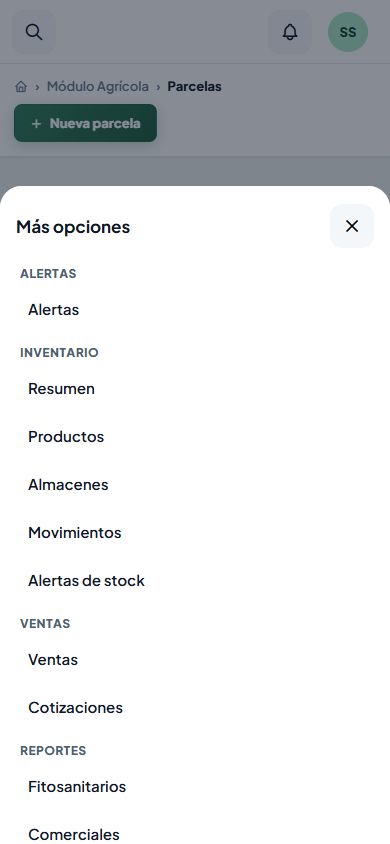 SS
Módulo Agrícola › Parcelas
+ Nueva parcela
Más opciones
ALERTAS
Alertas
INVENTARIO
Resumen
Productos
Almacenes
Movimientos
Alertas de stock
VENTAS
Ventas
Cotizaciones
REPORTES
Fitosanitarios
Comerciales